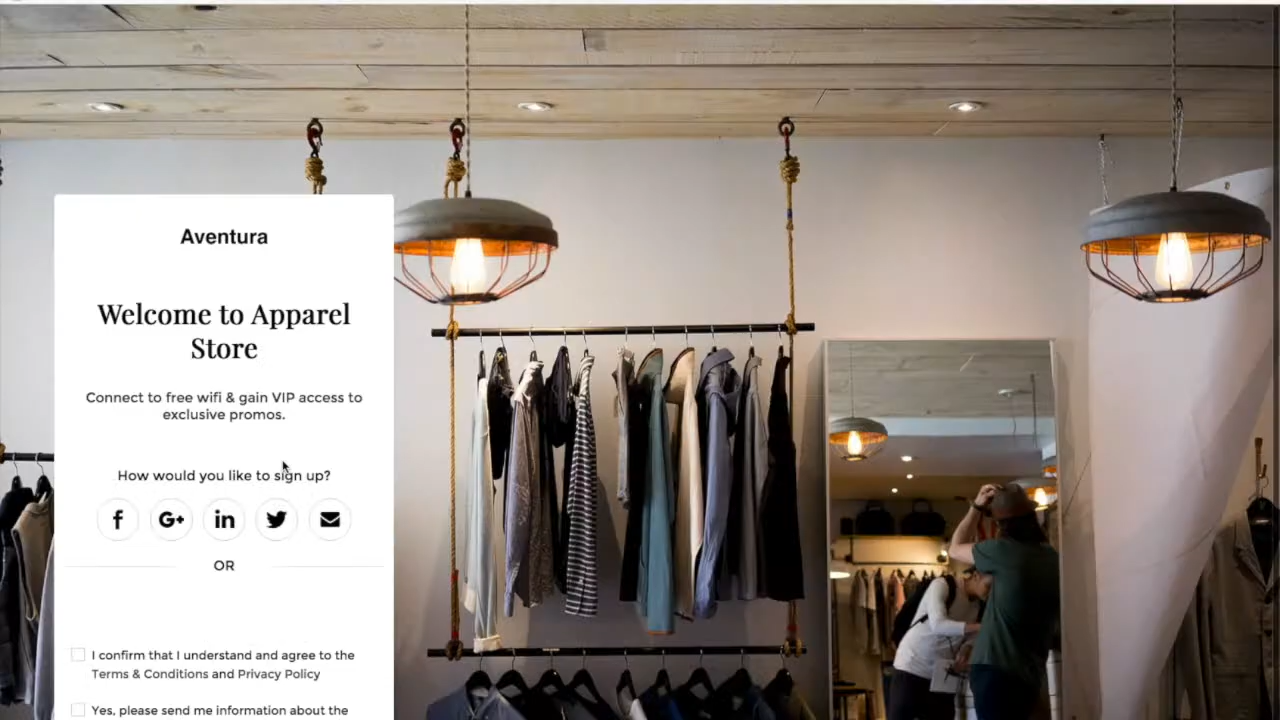 Aventura
Welcome to Apparel
Store
Connect to free wifi & gain VIP access to
exclusive promos.
How would you like to sign up?
f G+ in
OR
I confirm that I understand and agree to the
Terms & Conditions and Privacy Policy
Yes, please send me information about the